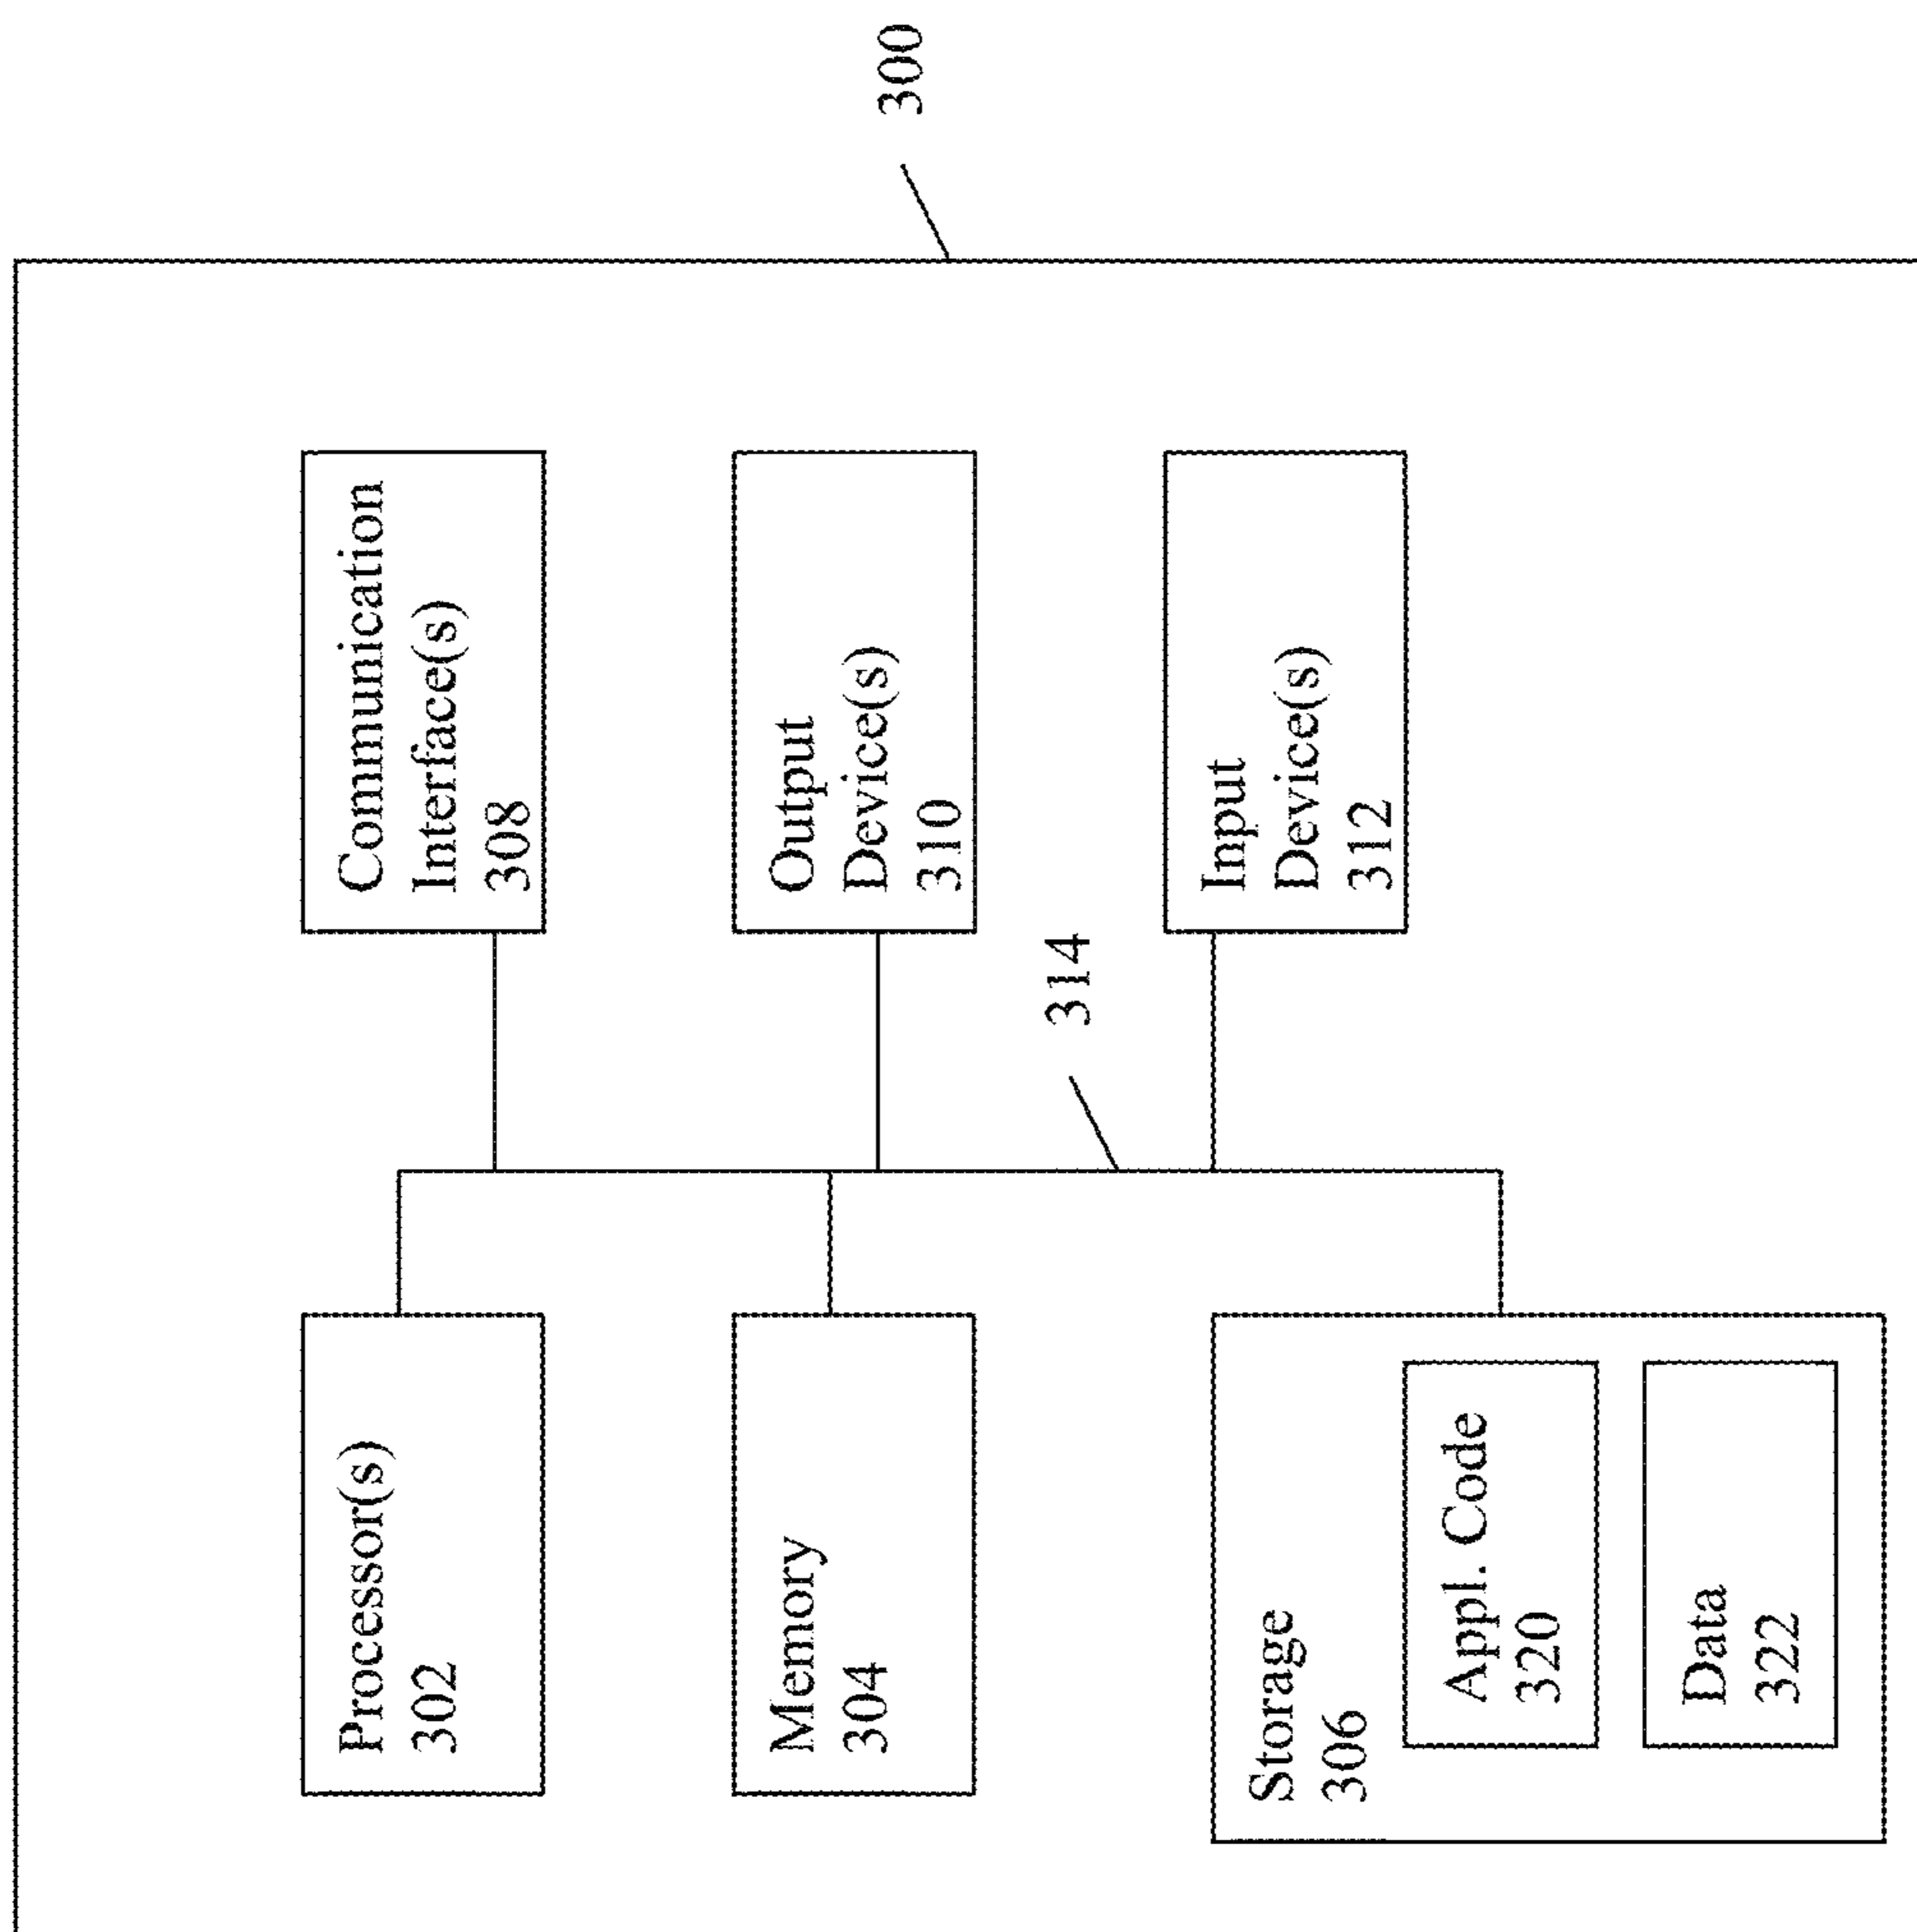 300
Processor(s)
302
Communication
Interface(s)
308
Memory
304
Output
Device(s)
310
314
Storage
306
Input
Device(s)
312
Appl. Code
320
Data
322